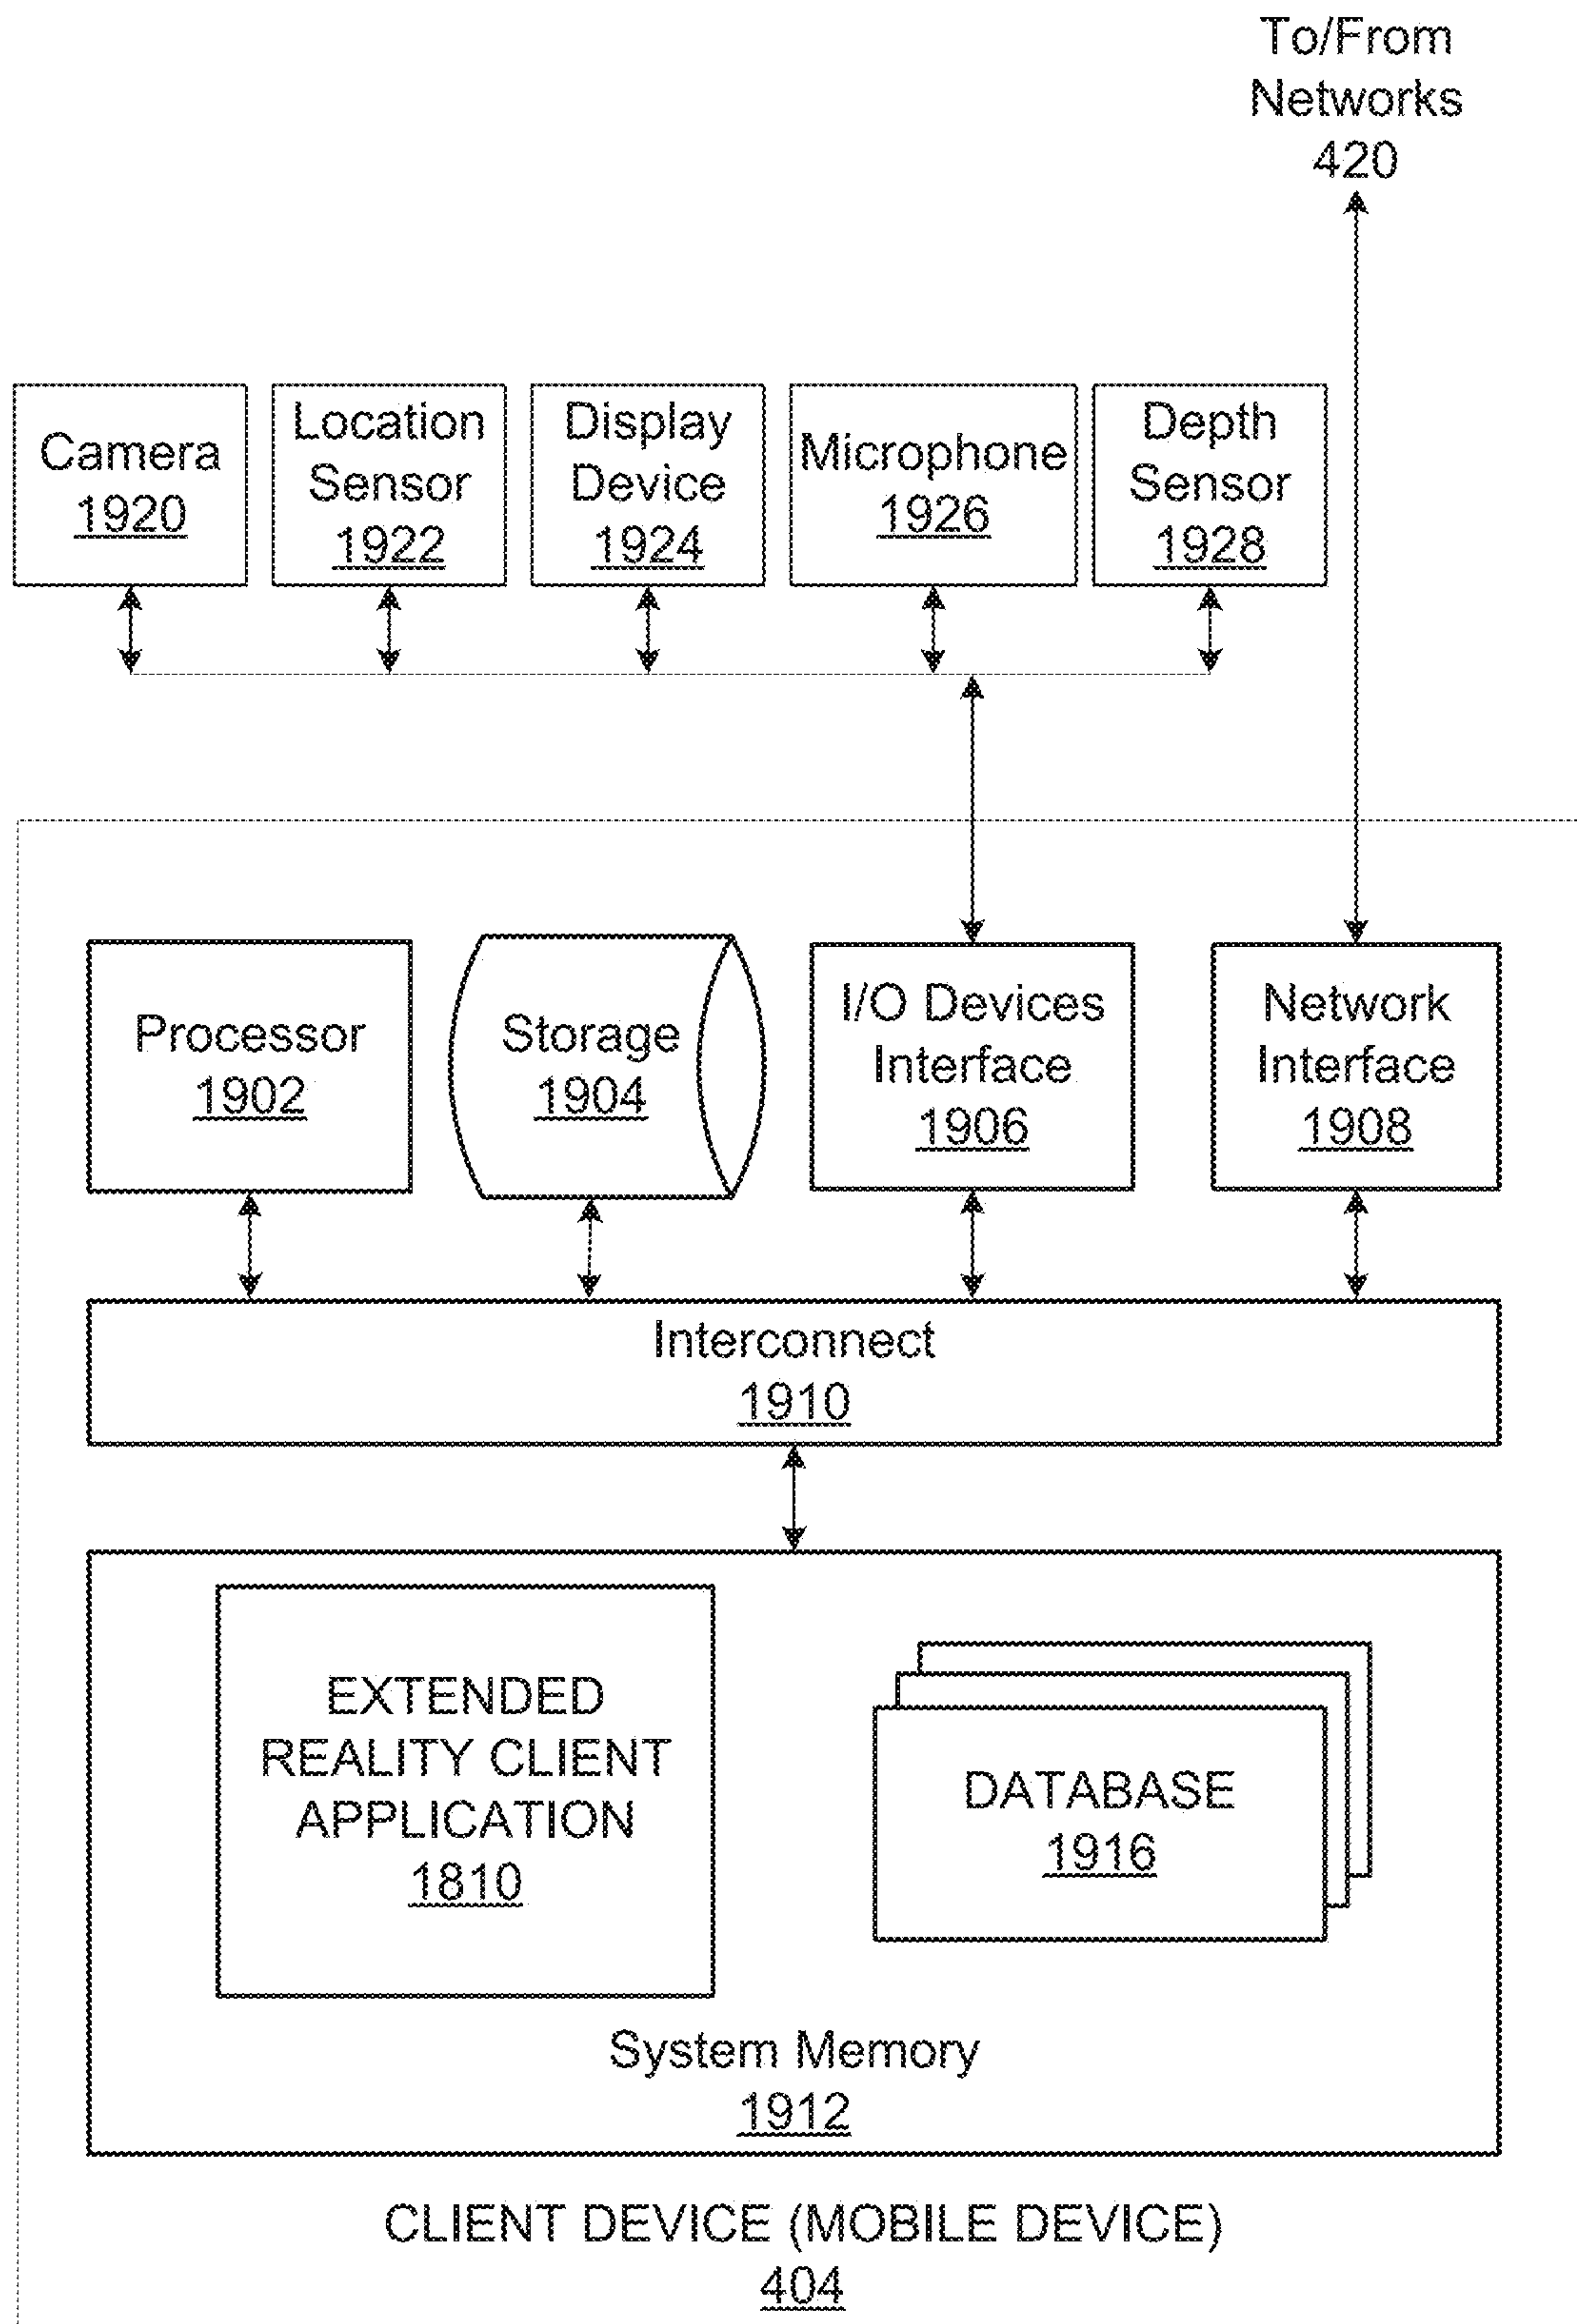 To/From
Networks
420
Camera
1920
Location
Sensor
1922
Display
Device
1924
Microphone
1926
Depth
Sensor
1928
Processor
1902
Storage
1904
I/O Devices
Interface
1906
Network
Interface
1908
Interconnect
1910
EXTENDED
REALITY CLIENT
APPLICATION
1810
DATABASE
1916
System Memory
1912
CLIENT DEVICE (MOBILE DEVICE)
404